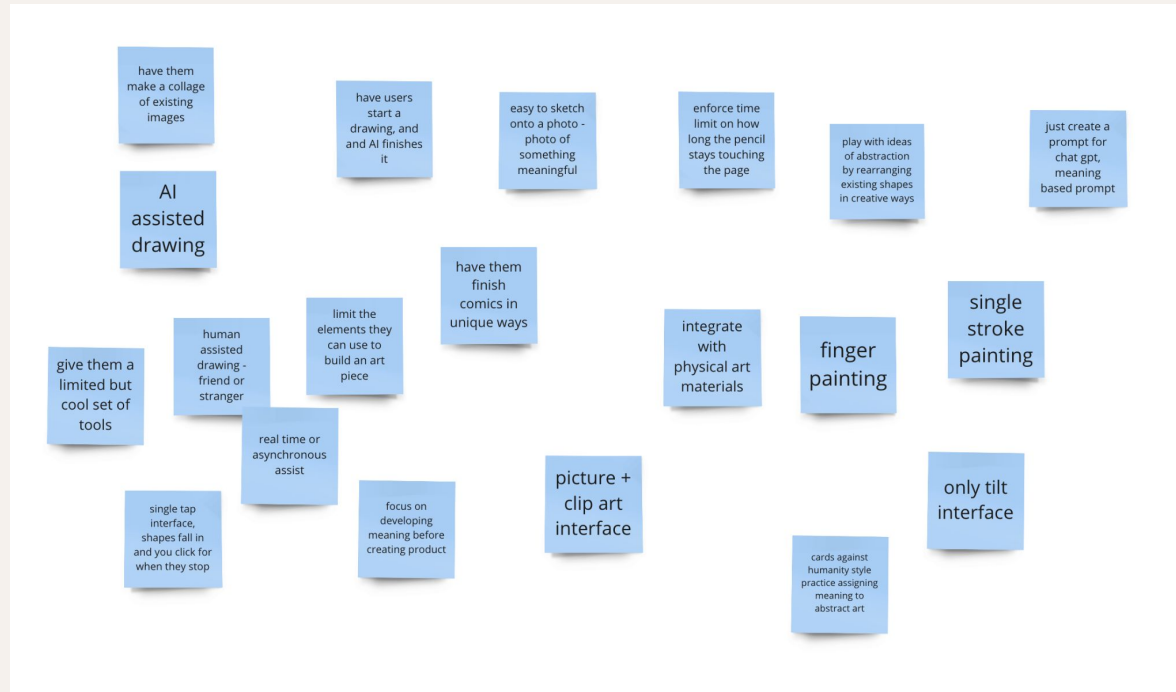 have them
make a collage
of existing
images
have users
start a
drawing, and
and AI finishes
it
easy to sketch
onto a photo -
photo of
something
meaningful
enforce time
limit on how
long the pencil
stays touching
the page
play with ideas
of abstraction
by rearranging
existing shapes
in creative ways
just create a
prompt for
chat gpt,
meaning
based prompt
AI
assisted
drawing
have them
finish
comics in
unique ways
single
stroke
painting
limit the
elements they
can use to
build an art
piece
integrate
with
physical art
materials
finger
painting
human
assisted
drawing -
friend or
stranger
give them a
limited but
cool set of
tools
real time or
asynchronous
assist
picture +
clip art
interface
only tilt
interface
focus on
developing
meaning before
creating product
single tap
interface,
shapes fall in
and you click for
when they stop
cards against
humanity style
practice assigning
meaning to
abstract art